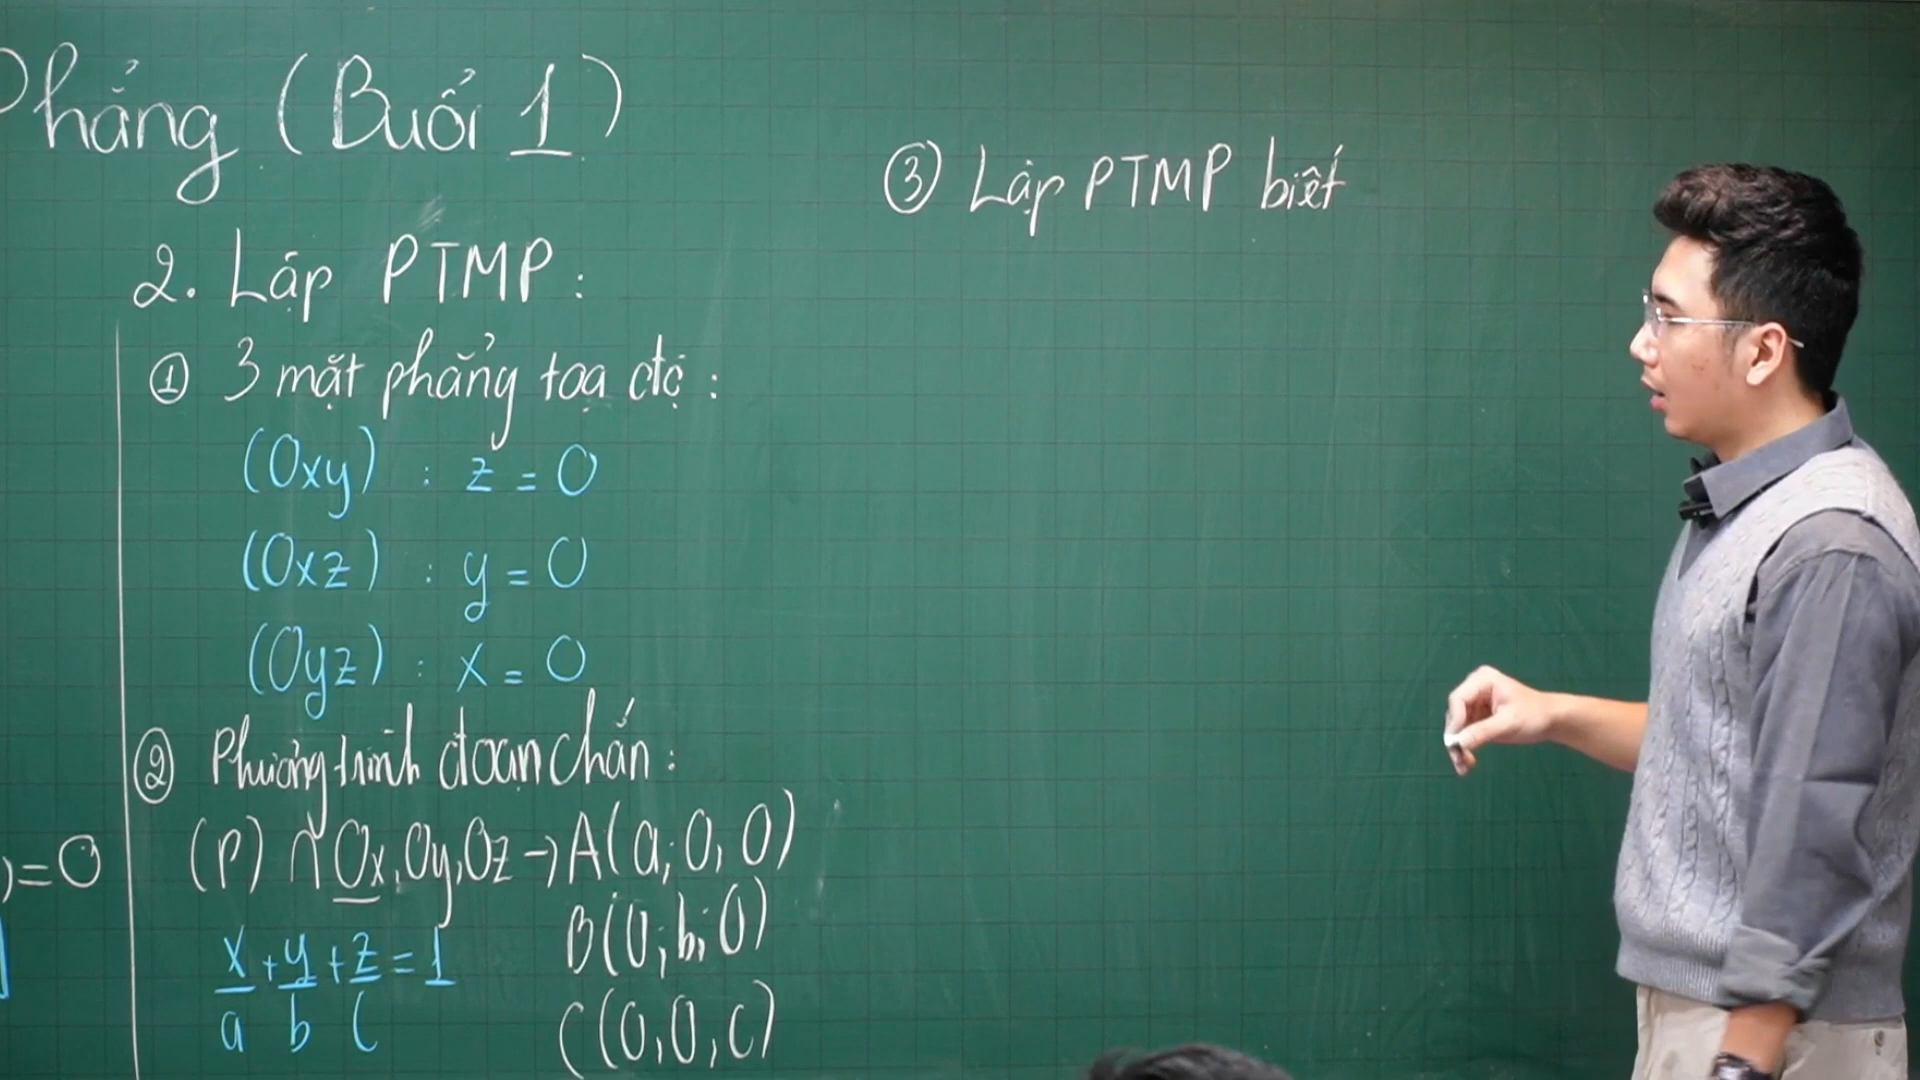 Phẳng (Buổi 1)
2. Lập PTMP:
① 3 mặt phẳng tọa độ:
(Oxy) : z = 0
(Oxz) : y = 0
(Oyz) : x = 0
② Phương trình đoạn chắn:
(P) ∩ Ox, Oy, Oz → A(a; 0; 0)
B(0; b; 0)
C(0, 0, c)
x/a + y/b + z/c = 1
) = 0
③ Lập PTMP biết